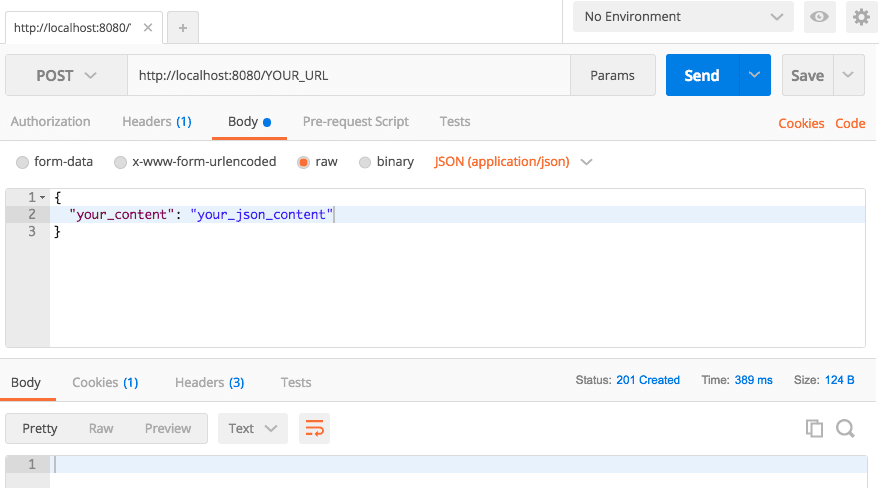 http://localhost:8080/
No Environment
POST
http://localhost:8080/YOUR_URL
Params
Send
Save
Authorization
Headers (1)
Body
Pre-request Script
Tests
Cookies
Code
form-data
x-www-form-urlencoded
raw
binary
JSON (application/json)
1 {
2 "your_content": "your_json_content"
3 }
Body
Cookies (1)
Headers (3)
Tests
Status: 201 Created
Time: 389 ms
Size: 124 B
Pretty
Raw
Preview
Text
1